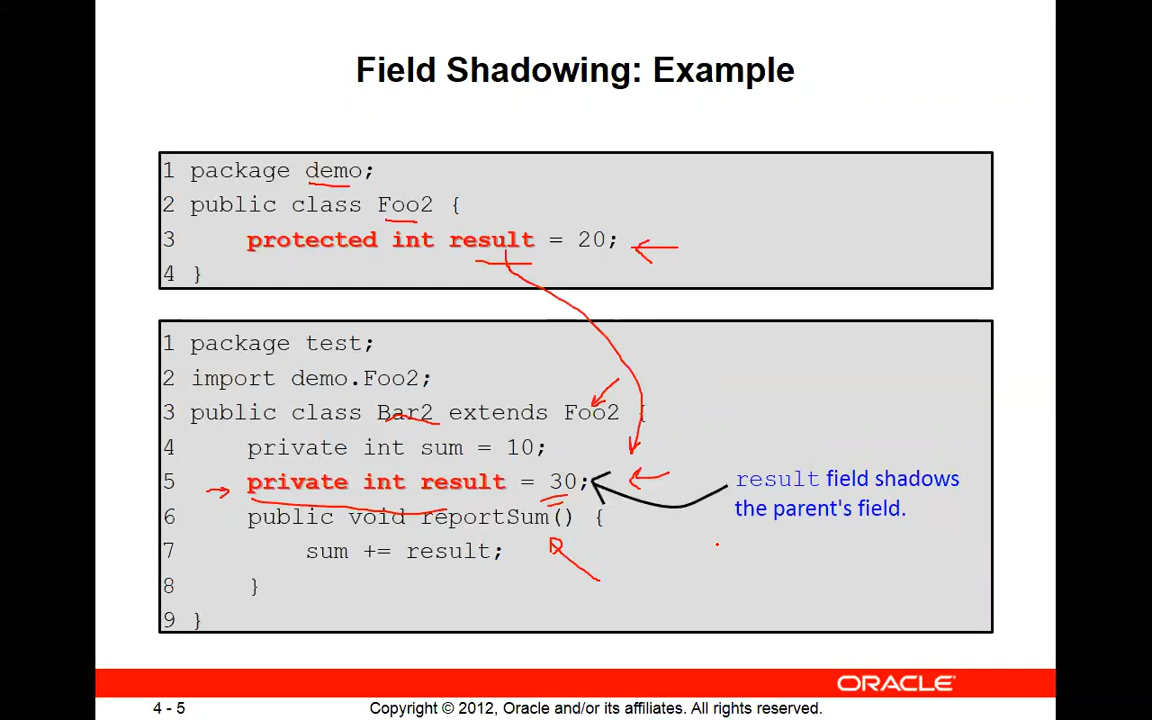 Field Shadowing: Example
1 package demo;
2 public class Foo2 {
3 protected int result = 20;
4 }
1 package test;
2 import demo.Foo2;
3 public class Bar2 extends Foo2 {
4 private int sum = 10;
5 private int result = 30;
result field shadows
the parent's field.
6 public void reportSum() {
7 sum += result;
8 }
9 }
ORACLE
4 - 5 Copyright © 2012, Oracle and/or its affiliates. All rights reserved.